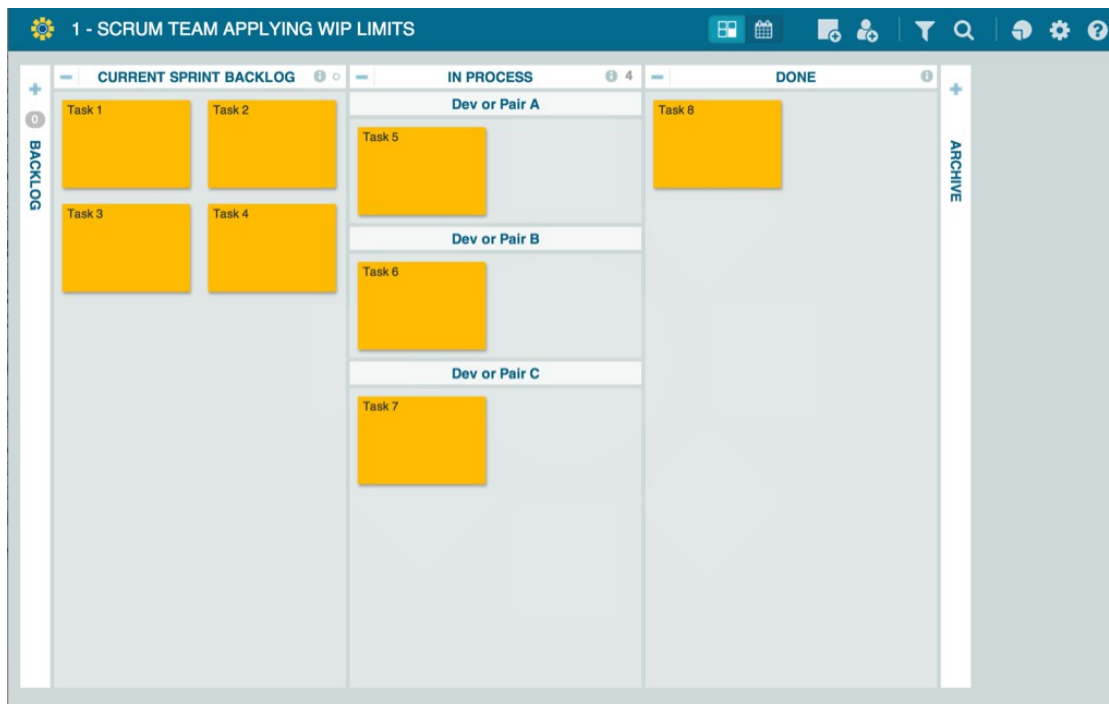 1 - SCRUM TEAM APPLYING WIP LIMITS
0
BACKLOG
CURRENT SPRINT BACKLOG
Task 1
Task 2
Task 3
Task 4
IN PROCESS
4
Dev or Pair A
Task 5
Dev or Pair B
Task 6
Dev or Pair C
Task 7
DONE
Task 8
ARCHIVE